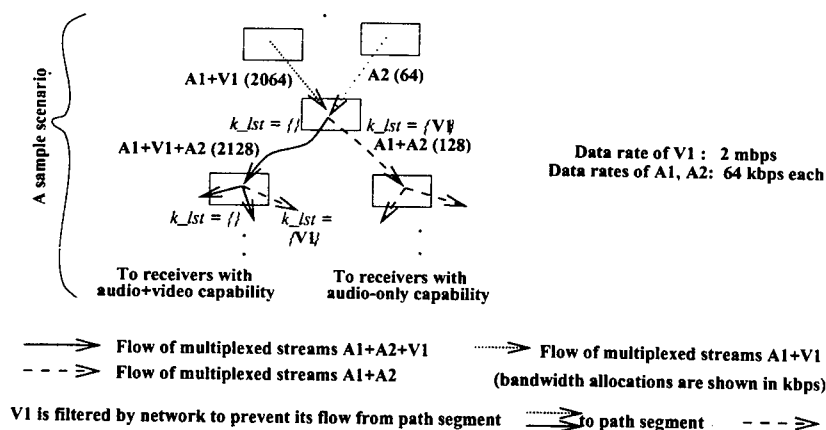 A sample scenario
A1+V1 (2064)
A2 (64)
k_lst = {}
k_lst = {V1}
A1+V1+A2 (2128)
A1+A2 (128)
Data rate of V1 : 2 mbps
Data rates of A1, A2: 64 kbps each
k_lst = {}
k_lst =
{V1}
To receivers with
audio+video capability
To receivers with
audio-only capability
Flow of multiplexed streams A1+A2+V1
Flow of multiplexed streams A1+V1
Flow of multiplexed streams A1+A2
(bandwidth allocations are shown in kbps)
V1 is filtered by network to prevent its flow from path segment to path segment